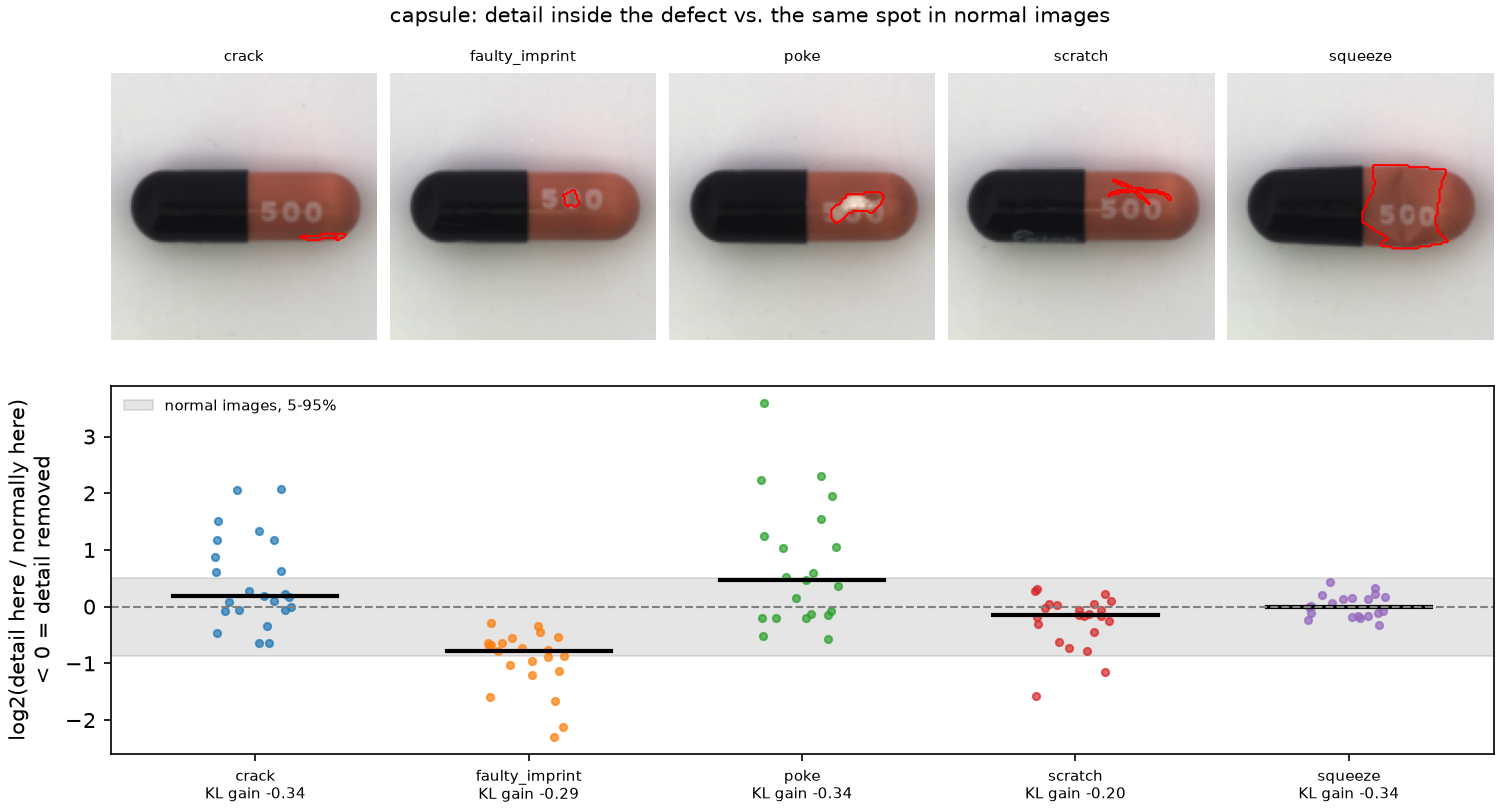 capsule: detail inside the defect vs. the same spot in normal images
crack
faulty_imprint
poke
scratch
squeeze
500
500
500
log2(detail here / normally here)
< 0 = detail removed
normal images, 5-95%
3
2
1
0
−1
−2
crack
KL gain -0.34
faulty_imprint
KL gain -0.29
poke
KL gain -0.34
scratch
KL gain -0.20
squeeze
KL gain -0.34